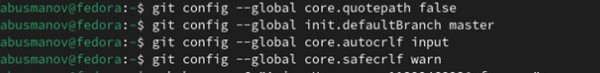 abusmanov@fedora:~$ git config --global core.quotepath false
abusmanov@fedora:~$ git config --global init.defaultBranch master
abusmanov@fedora:~$ git config --global core.autocrlf input
abusmanov@fedora:~$ git config --global core.safecrlf warn